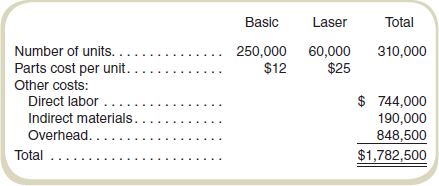 Basic Laser Total
Number of units. . . . . . . . . . . . . . . 250,000 60,000 310,000
Parts cost per unit. . . . . . . . . . . . . $12 $25
Other costs:
Direct labor . . . . . . . . . . . . . . . . . $ 744,000
Indirect materials. . . . . . . . . . . . . 190,000
Overhead. . . . . . . . . . . . . . . . . . . 848,500
Total . . . . . . . . . . . . . . . . . . . . . . . . $1,782,500